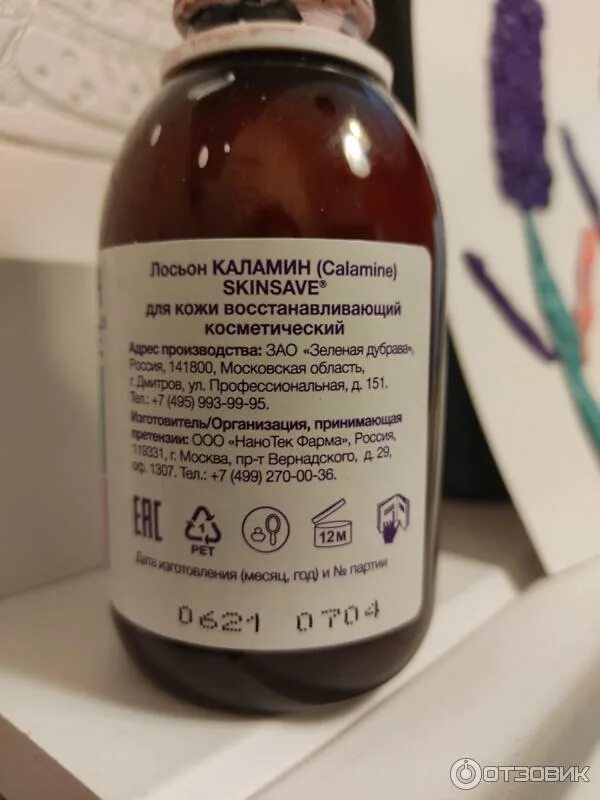 Лосьон КАЛАМИН (Calamine)
SKINSAVE®
для кожи восстанавливающий
косметический
Адрес производства: ЗАО «Зеленая дубрава»,
Россия, 141800, Московская область,
г. Дмитров, ул. Профессиональная, д. 151.
Тел.: +7 (495) 993-99-95.
Изготовитель/Организация, принимающая
претензии: ООО «НаноТек Фарма», Россия,
119331, г. Москва, пр-т Вернадского, д. 29,
оф. 1307. Тел.: +7 (499) 270-00-36.
EAC 1 PET 12M
Дата изготовления (месяц, год) и № партии
0621 0704
ОТЗОВИК